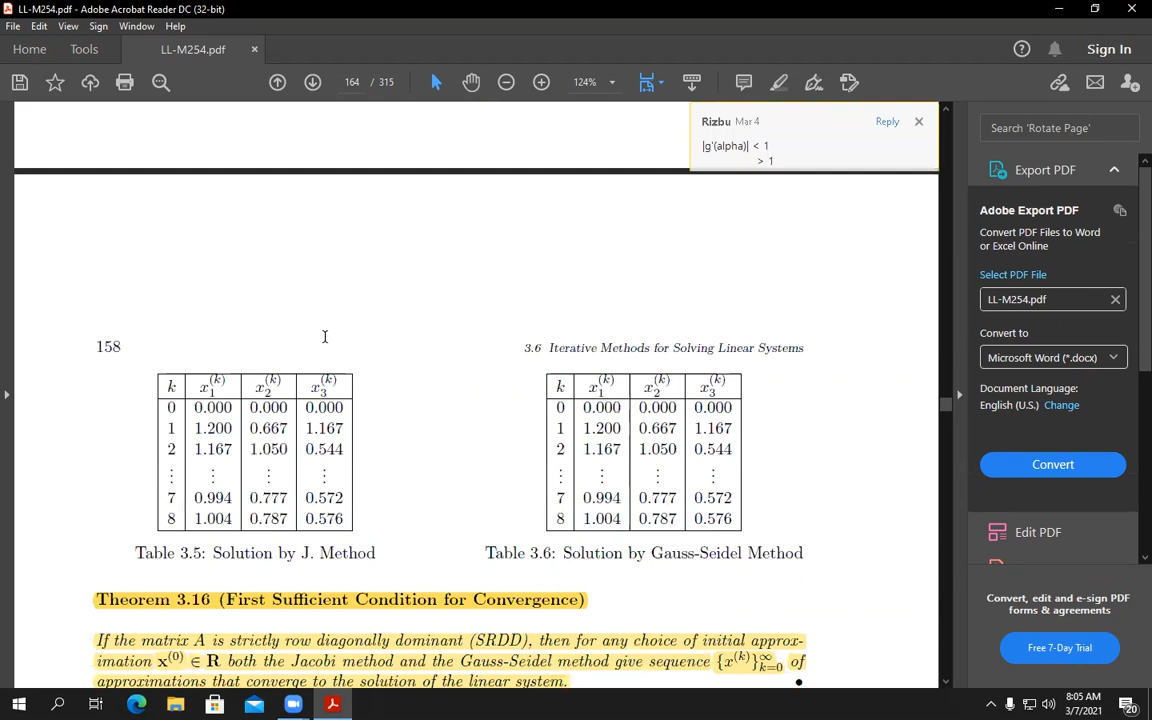 LL-M254.pdf - Adobe Acrobat Reader DC (32-bit)
File Edit View Sign Window Help
Home Tools LL-M254.pdf × Sign In
164 / 315 124%
Rizbu Mar 4 Reply
|g'(alpha)| < 1
> 1
158 3.6 Iterative Methods for Solving Linear Systems
k x₁^(k) x₂^(k) x₃^(k)
0 0.000 0.000 0.000
1 1.200 0.667 1.167
2 1.167 1.050 0.544
⋮ ⋮ ⋮ ⋮
7 0.994 0.777 0.572
8 1.004 0.787 0.576
Table 3.5: Solution by J. Method
k x₁^(k) x₂^(k) x₃^(k)
0 0.000 0.000 0.000
1 1.200 0.667 1.167
2 1.167 1.050 0.544
⋮ ⋮ ⋮ ⋮
7 0.994 0.777 0.572
8 1.004 0.787 0.576
Table 3.6: Solution by Gauss-Seidel Method
Theorem 3.16 (First Sufficient Condition for Convergence)
If the matrix A is strictly row diagonally dominant (SRDD), then for any choice of initial approx-
imation x^(0) ∈ R both the Jacobi method and the Gauss-Seidel method give sequence {x^(k)}_{k=0}^∞ of
approximations that converge to the solution of the linear system. •
Search 'Rotate Page'
Export PDF
Adobe Export PDF
Convert PDF Files to Word
or Excel Online
Select PDF File
LL-M254.pdf
Convert to
Microsoft Word (*.docx)
Document Language:
English (U.S.) Change
Convert
Edit PDF
Convert, edit and e-sign PDF
forms & agreements
Free 7-Day Trial
8:05 AM
3/7/2021
20